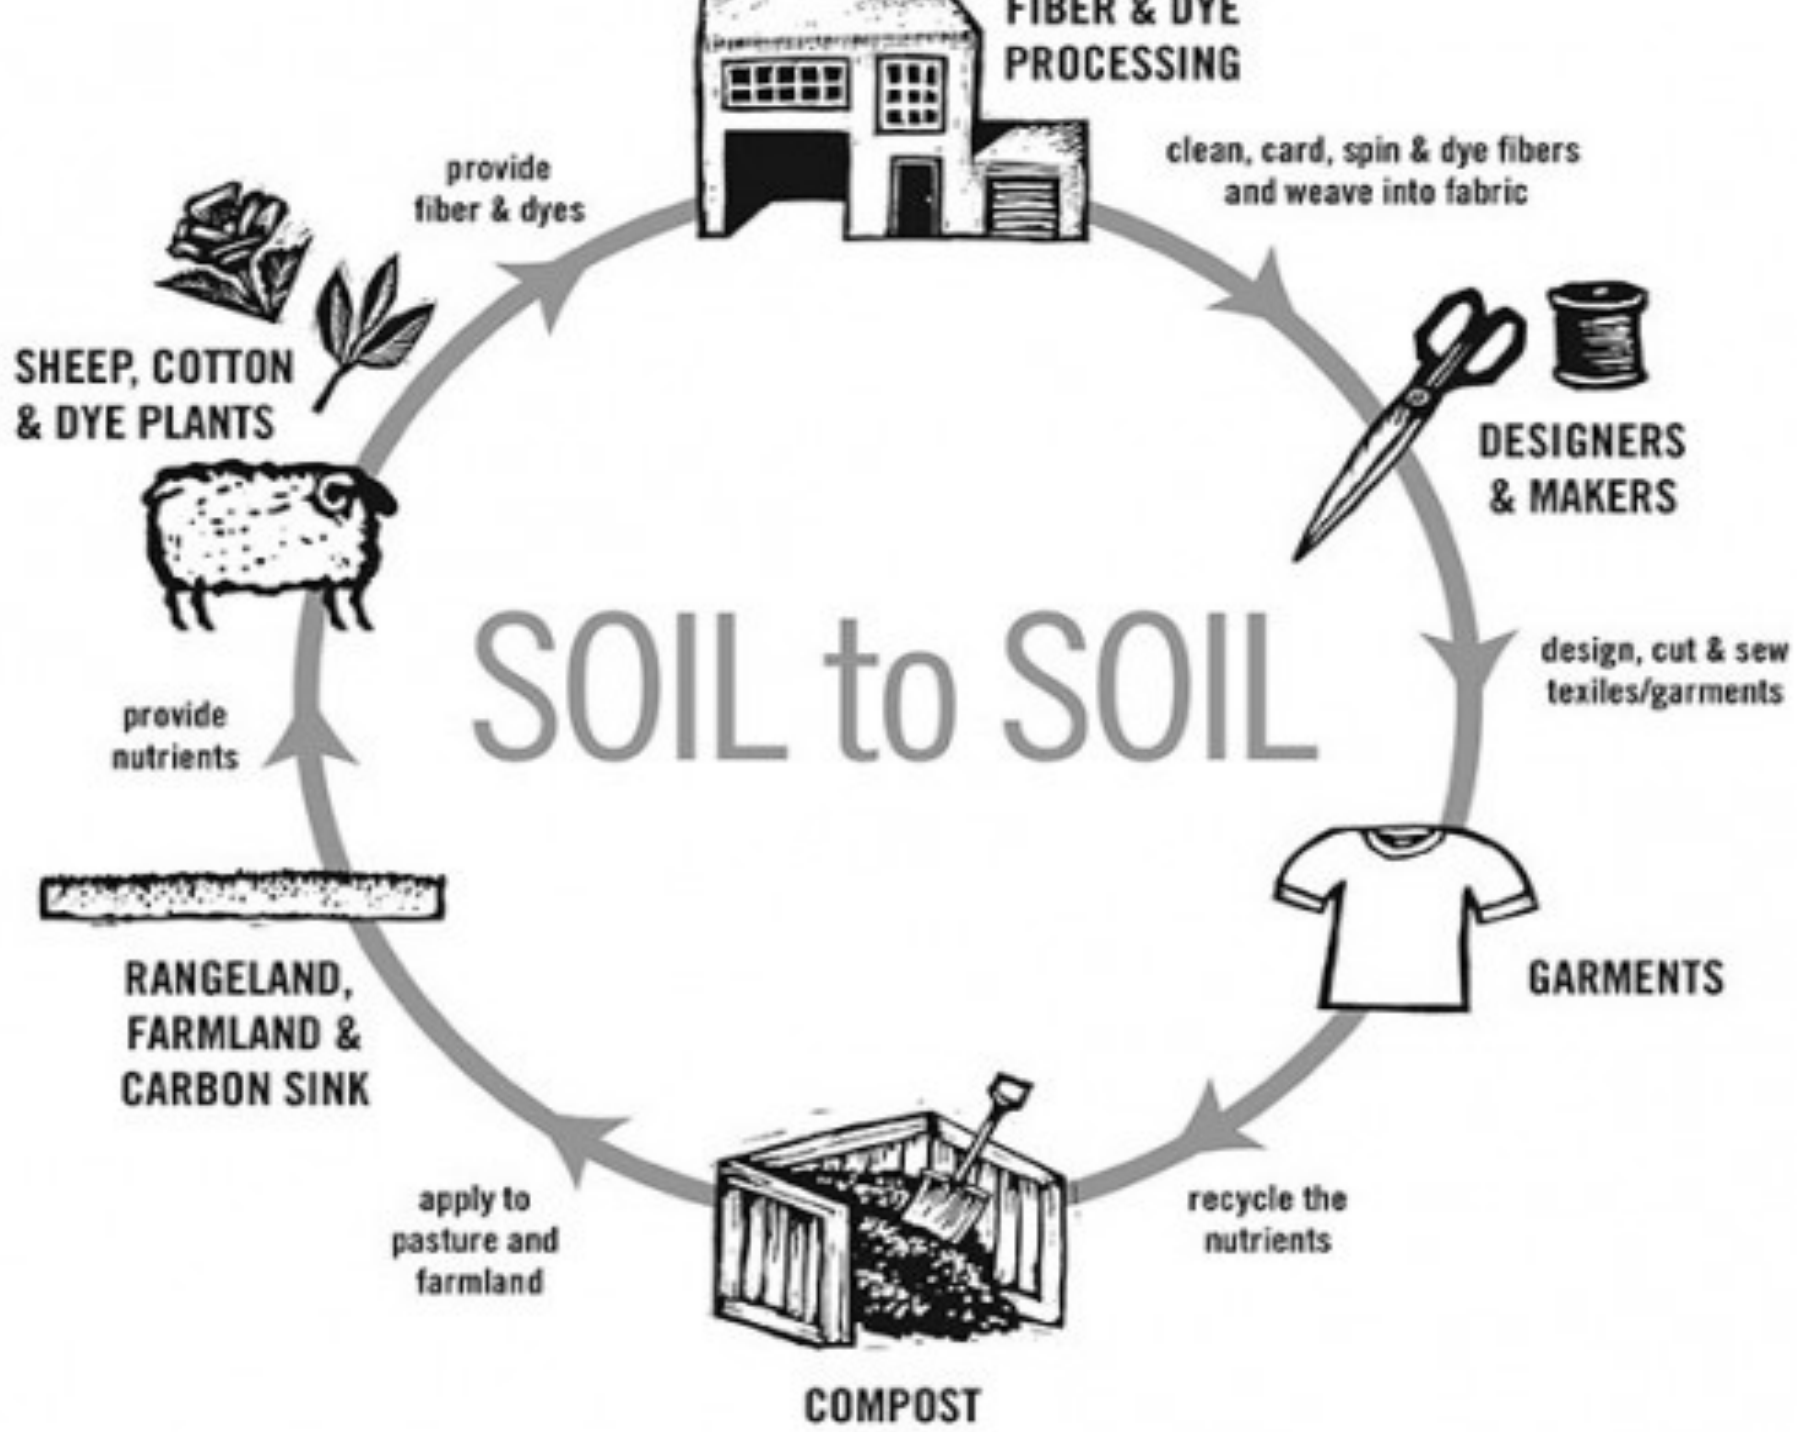 FIBER & DYE
PROCESSING
clean, card, spin & dye fibers
and weave into fabric
DESIGNERS
& MAKERS
design, cut & sew
texiles/garments
GARMENTS
recycle the
nutrients
COMPOST
apply to
pasture and
farmland
RANGELAND,
FARMLAND &
CARBON SINK
provide
nutrients
SHEEP, COTTON
& DYE PLANTS
provide
fiber & dyes
SOIL to SOIL